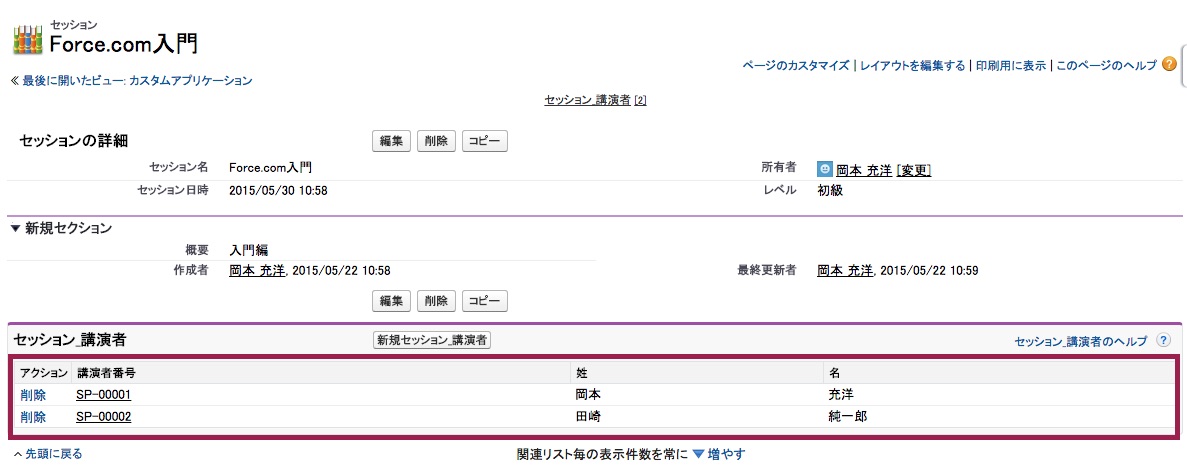 セッション
Force.com入門
ページのカスタマイズ | レイアウトを編集する | 印刷用に表示 | このページのヘルプ ?
≪ 最後に開いたビュー: カスタムアプリケーション
セッション_講演者 [2]
セッションの詳細 編集 削除 コピー
セッション名 Force.com入門 所有者 岡本 充洋 [変更]
セッション日時 2015/05/30 10:58 レベル 初級
▼ 新規セクション
概要 入門編
作成者 岡本 充洋, 2015/05/22 10:58 最終更新者 岡本 充洋, 2015/05/22 10:59
編集 削除 コピー
セッション_講演者 新規セッション_講演者 セッション_講演者のヘルプ ?
アクション 講演者番号 姓 名
削除 SP-00001 岡本 充洋
削除 SP-00002 田崎 純一郎
^ 先頭に戻る 関連リスト毎の表示件数を常に ▼ 増やす